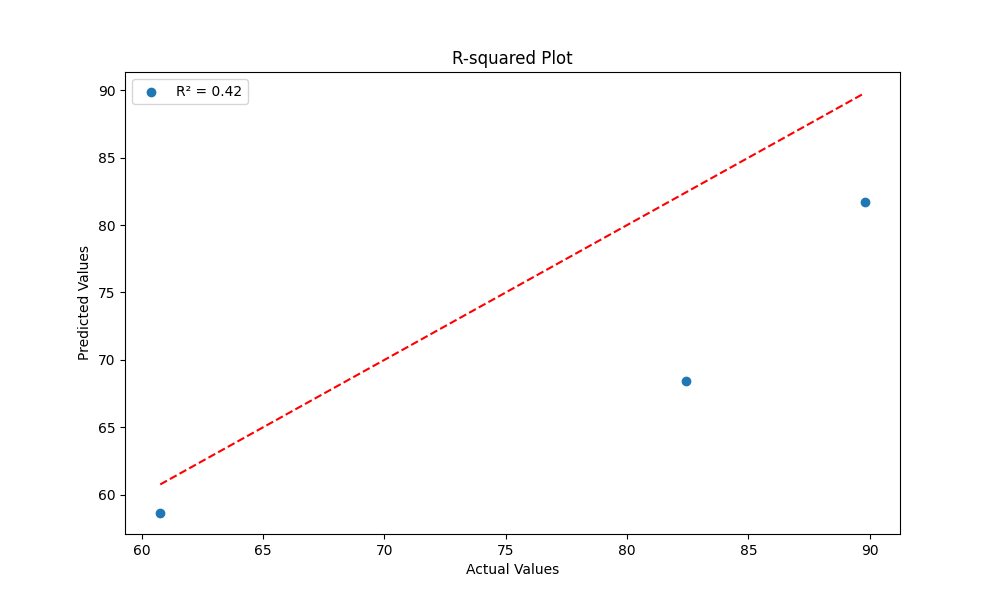 R-squared Plot
R² = 0.42
90
85
80
75
70
65
60
Predicted Values
60 65 70 75 80 85 90
Actual Values